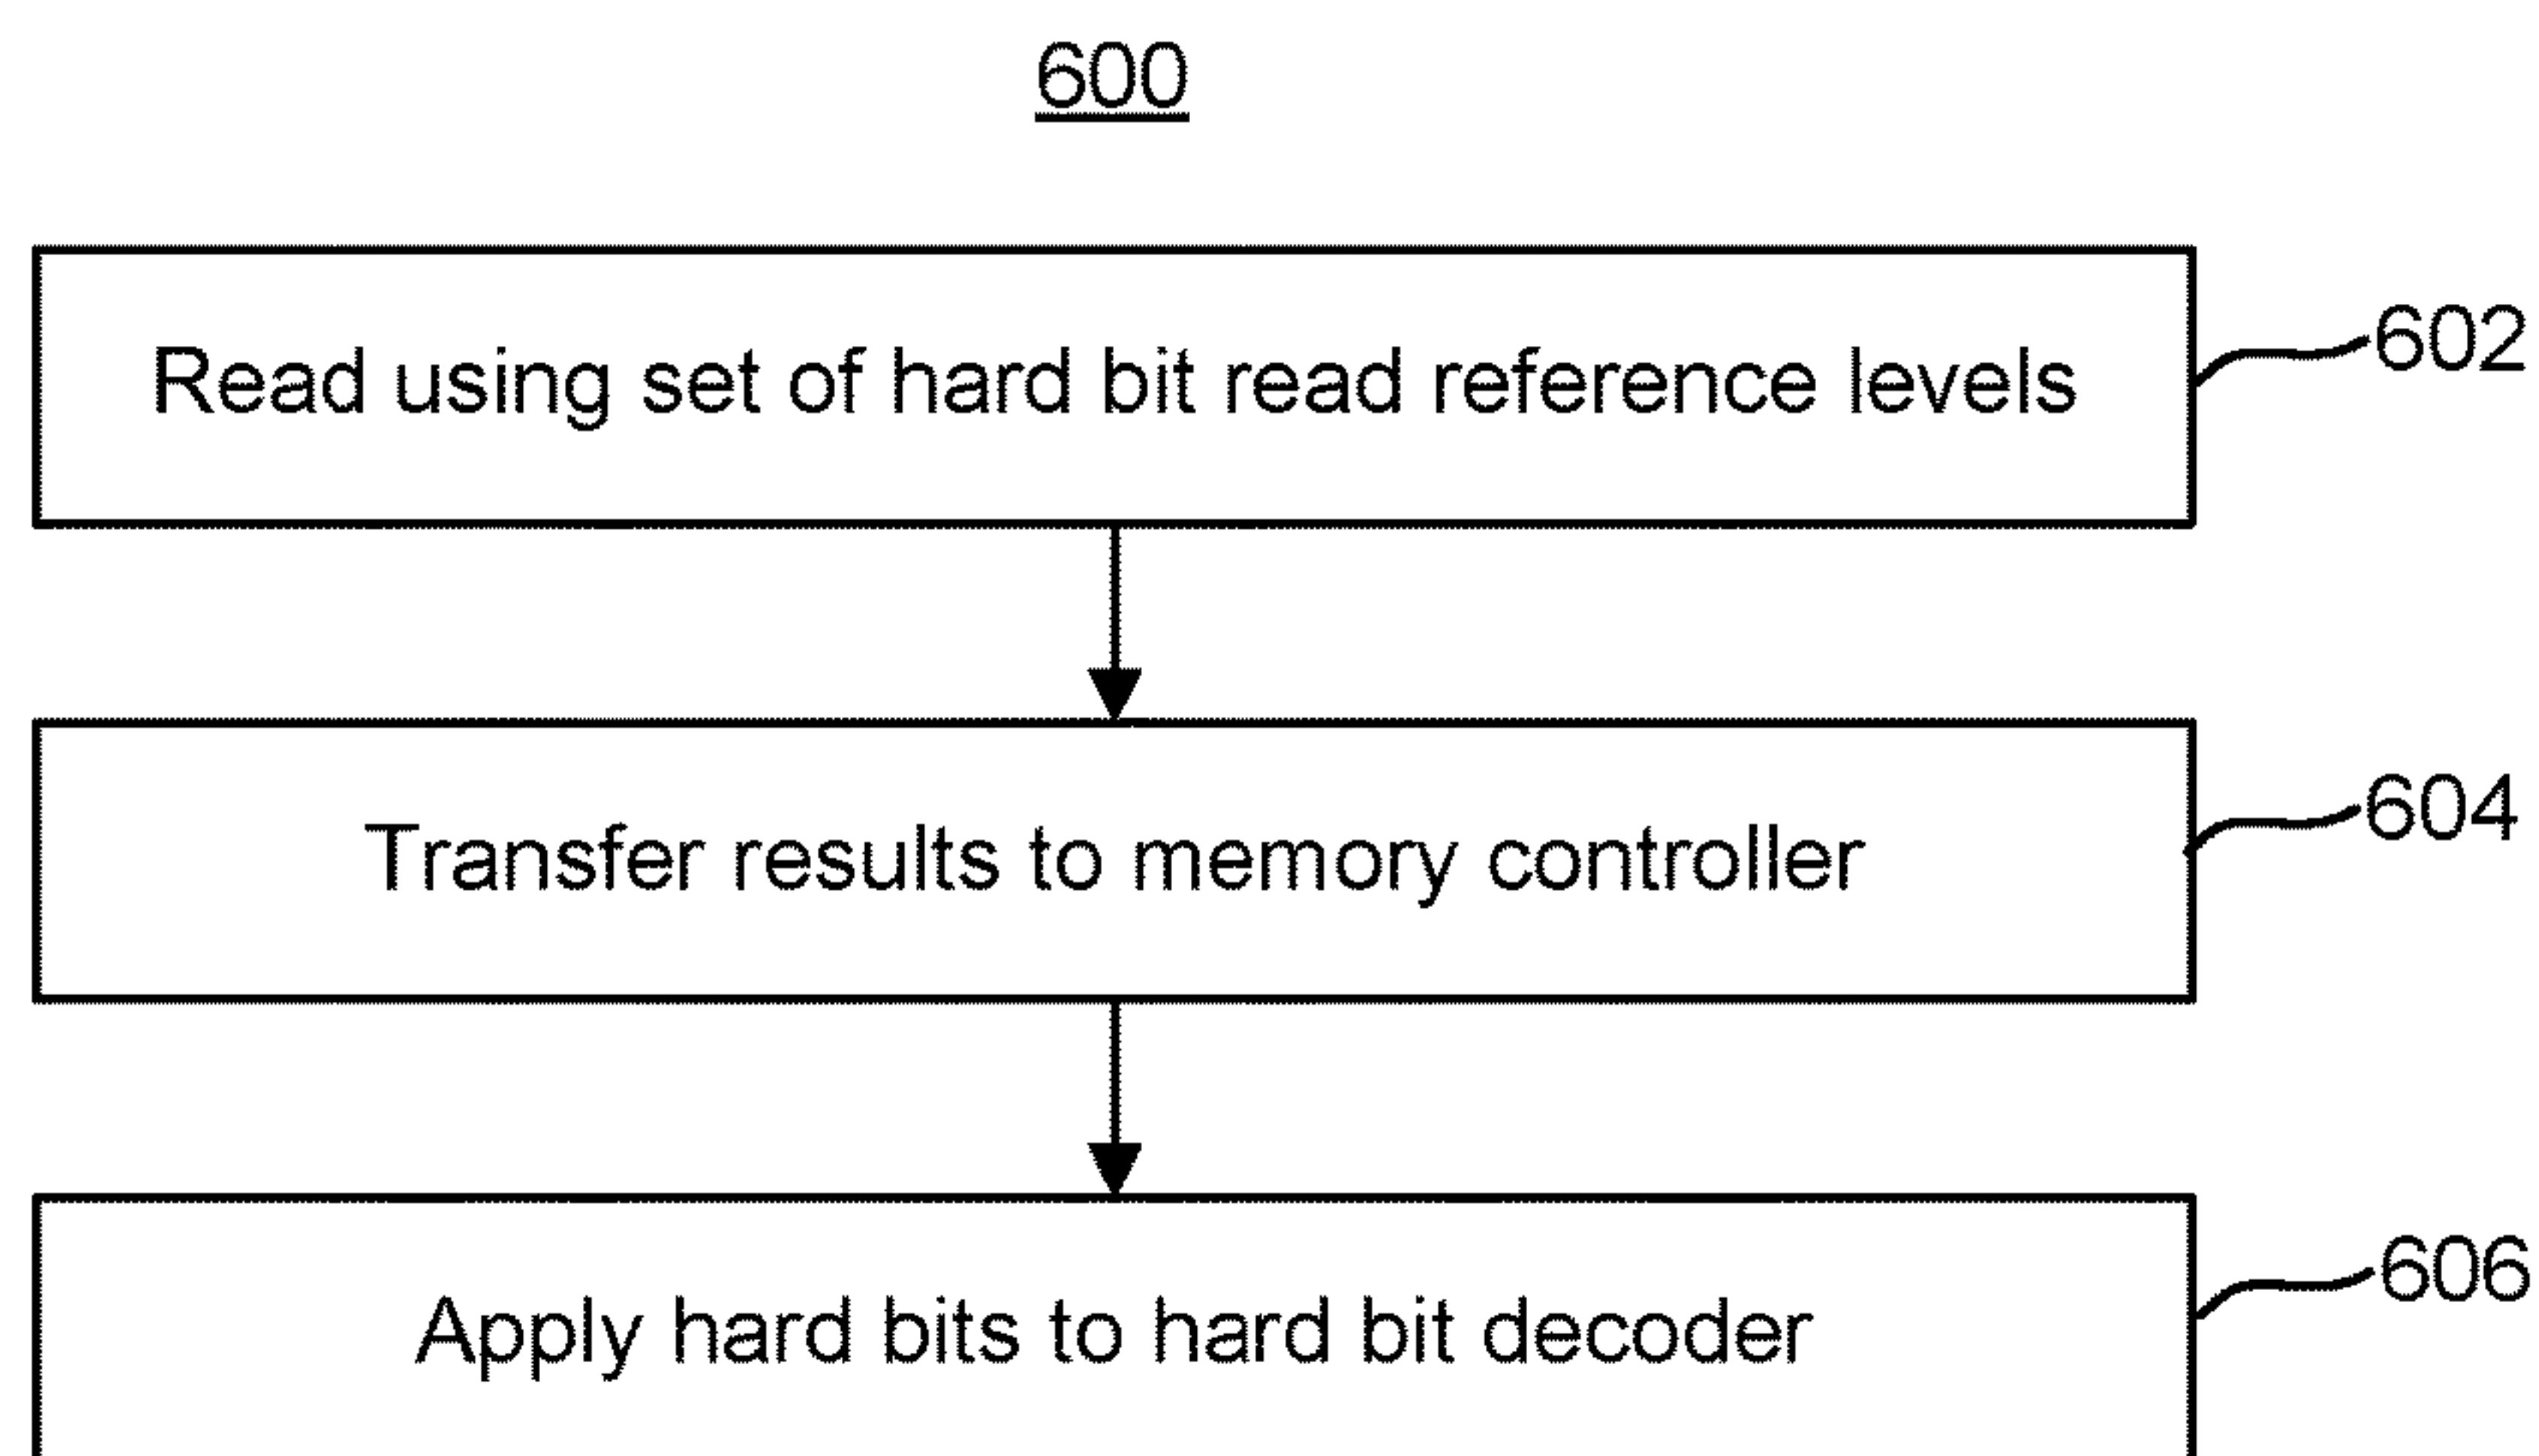 600
Read using set of hard bit read reference levels
602
Transfer results to memory controller
604
Apply hard bits to hard bit decoder
606